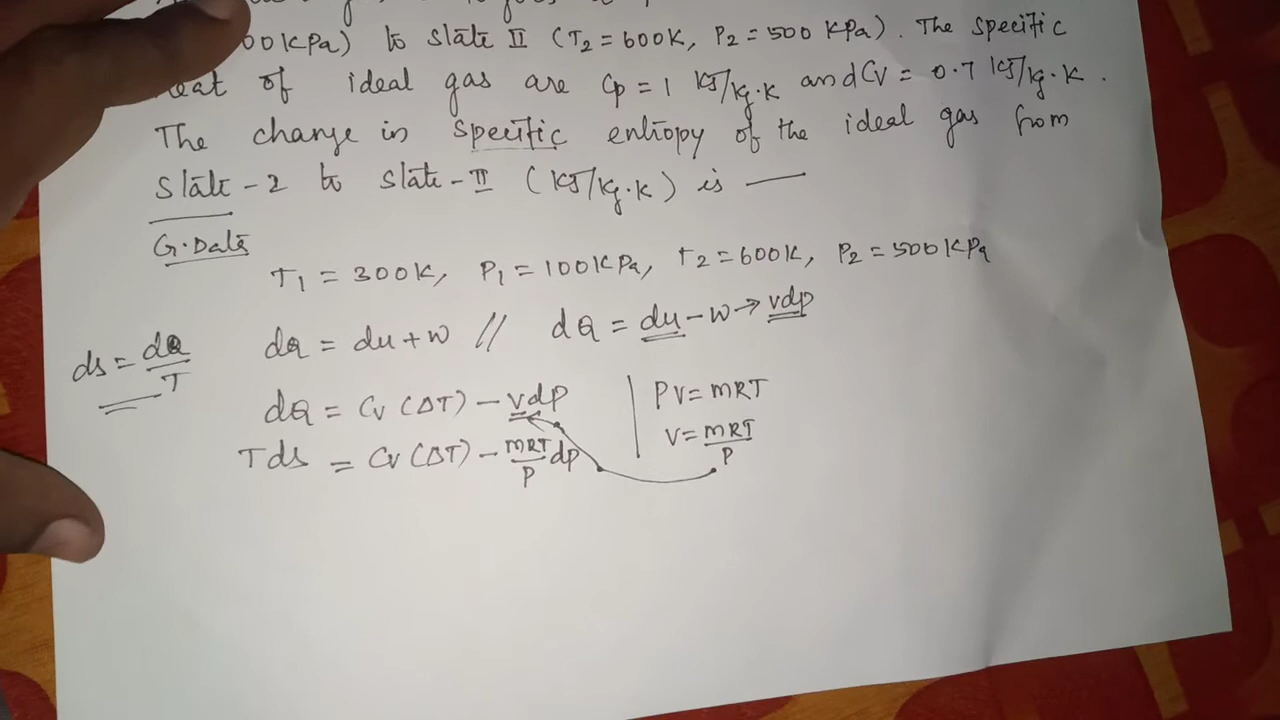 00KPa) to State II (T2 = 600K, P2 = 500 KPa). The Specific
eat of ideal gas are Cp = 1 KJ/Kg.K and CV = 0.7 KJ/Kg.K.
The change in Specific entropy of the ideal gas from
State-2 to State-II (KJ/Kg.K) is —
G.Data
T1 = 300K, P1 = 100KPa, T2 = 600K, P2 = 500KPa
ds = dQ/T
dQ = du + w // dQ = du - w → vdp
dQ = Cv (ΔT) - vdp
PV = MRT
Tds = Cv (ΔT) - MRT/P dp
V = MRT/P